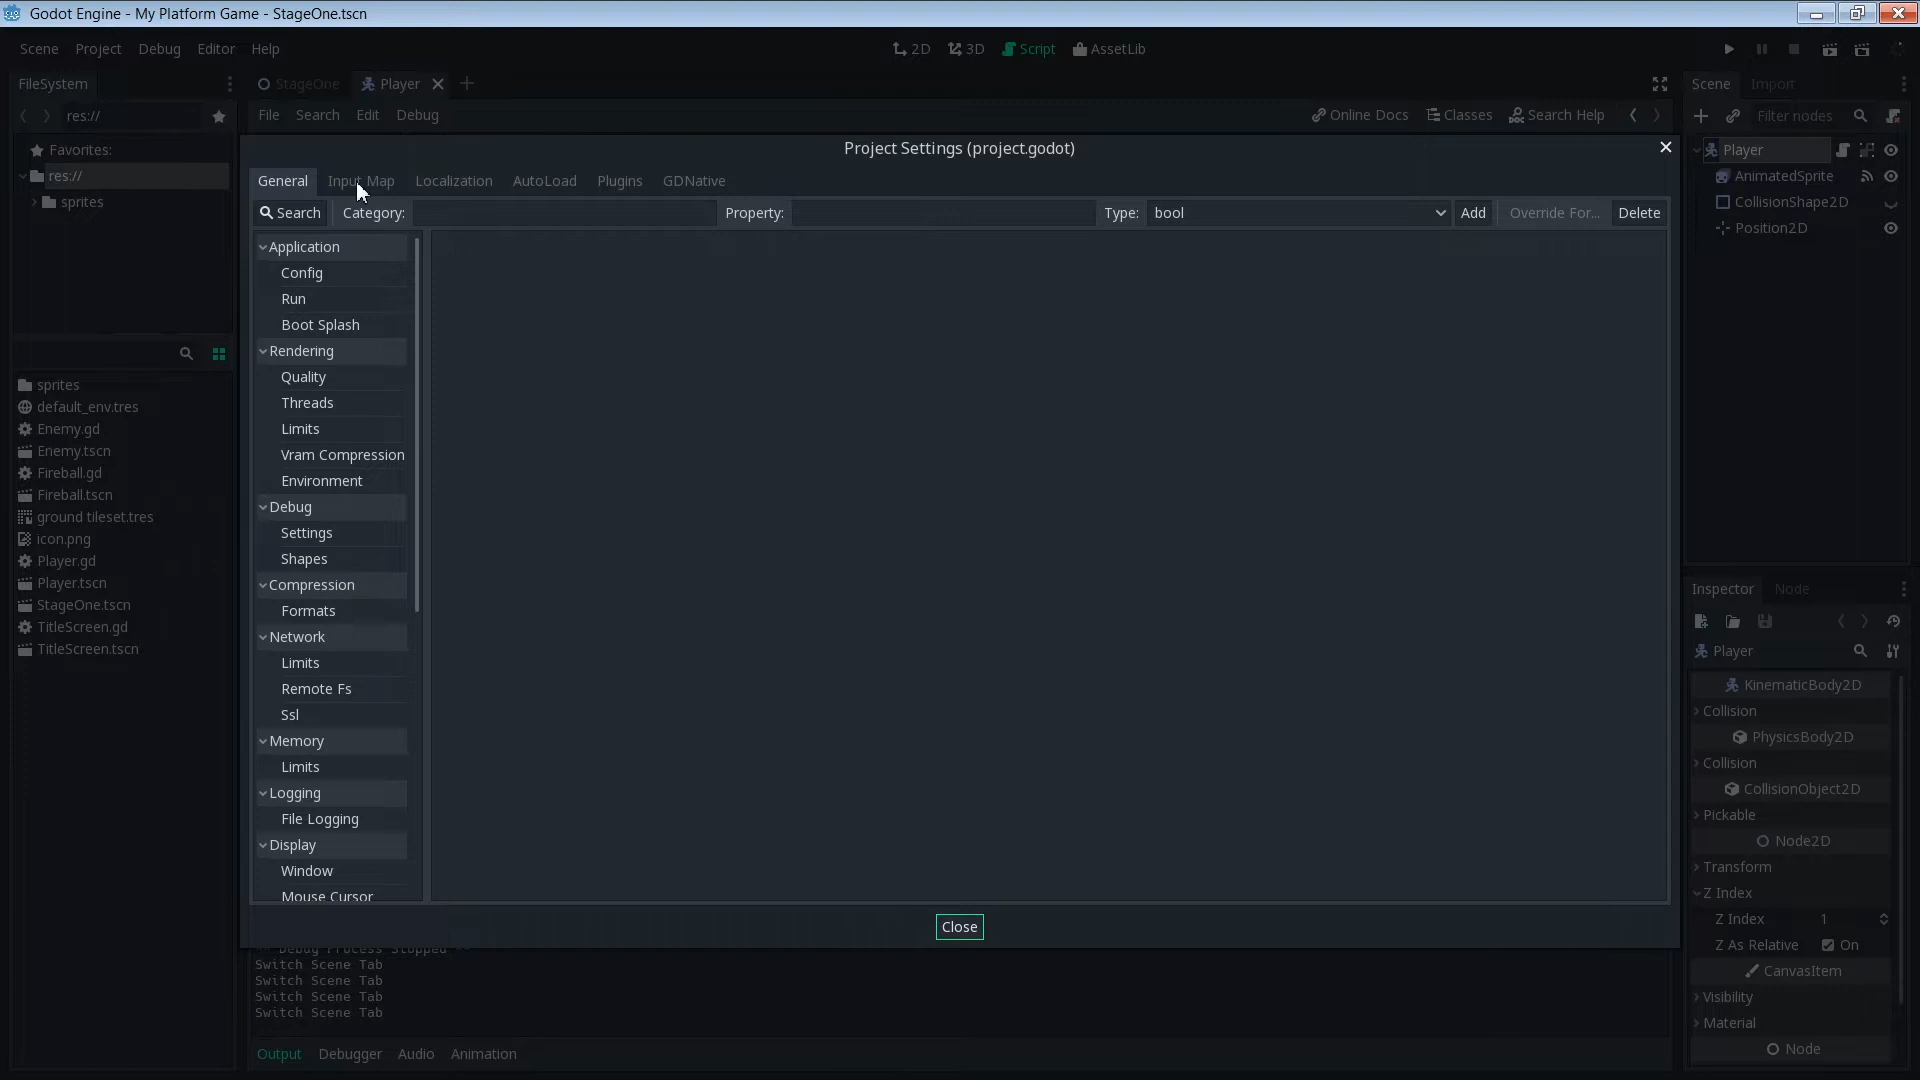 Godot Engine - My Platform Game - StageOne.tscn
Scene Project Debug Editor Help
2D 3D Script AssetLib
FileSystem
StageOne Player
Scene Import
res://
File Search Edit Debug
Online Docs Classes Search Help
Filter nodes
Favorites:
res://
sprites
Project Settings (project.godot)
General Input Map Localization AutoLoad Plugins GDNative
Search Category: Property: Type: bool Add Override For... Delete
Application
Config
Run
Boot Splash
Rendering
Quality
Threads
Limits
Vram Compression
Environment
Debug
Settings
Shapes
Compression
Formats
Network
Limits
Remote Fs
Ssl
Memory
Limits
Logging
File Logging
Display
Window
Mouse Cursor
Close
sprites
default_env.tres
Enemy.gd
Enemy.tscn
Fireball.gd
Fireball.tscn
ground tileset.tres
icon.png
Player.gd
Player.tscn
StageOne.tscn
TitleScreen.gd
TitleScreen.tscn
Player
AnimatedSprite
CollisionShape2D
Position2D
Inspector Node
Player
KinematicBody2D
Collision
PhysicsBody2D
Collision
CollisionObject2D
Pickable
Node2D
Transform
Z Index
Z Index 1
Z As Relative On
CanvasItem
Visibility
Material
Node
Debug Process Stopped
Switch Scene Tab
Switch Scene Tab
Switch Scene Tab
Switch Scene Tab
Output Debugger Audio Animation